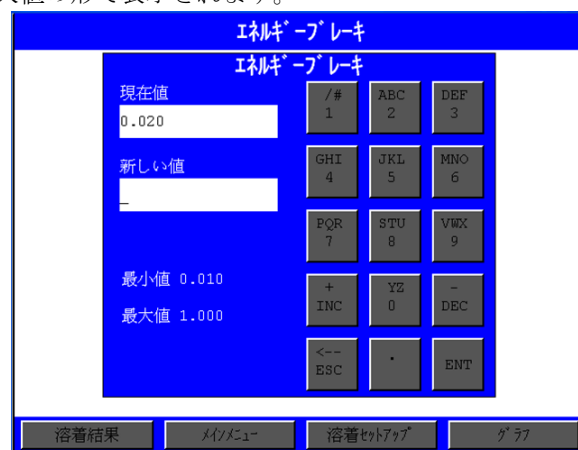 大値の形で表示されます。
エネルギーブレーキ
エネルギーブレーキ
現在値
0.020
新しい値
_
最小値 0.010
最大値 1.000
/# ABC DEF
1 2 3
GHI JKL MNO
4 5 6
PQR STU VWX
7 8 9
+ YZ -
INC 0 DEC
<--
ESC . ENT
溶着結果 メインメニュー 溶着セットアップ グラフ